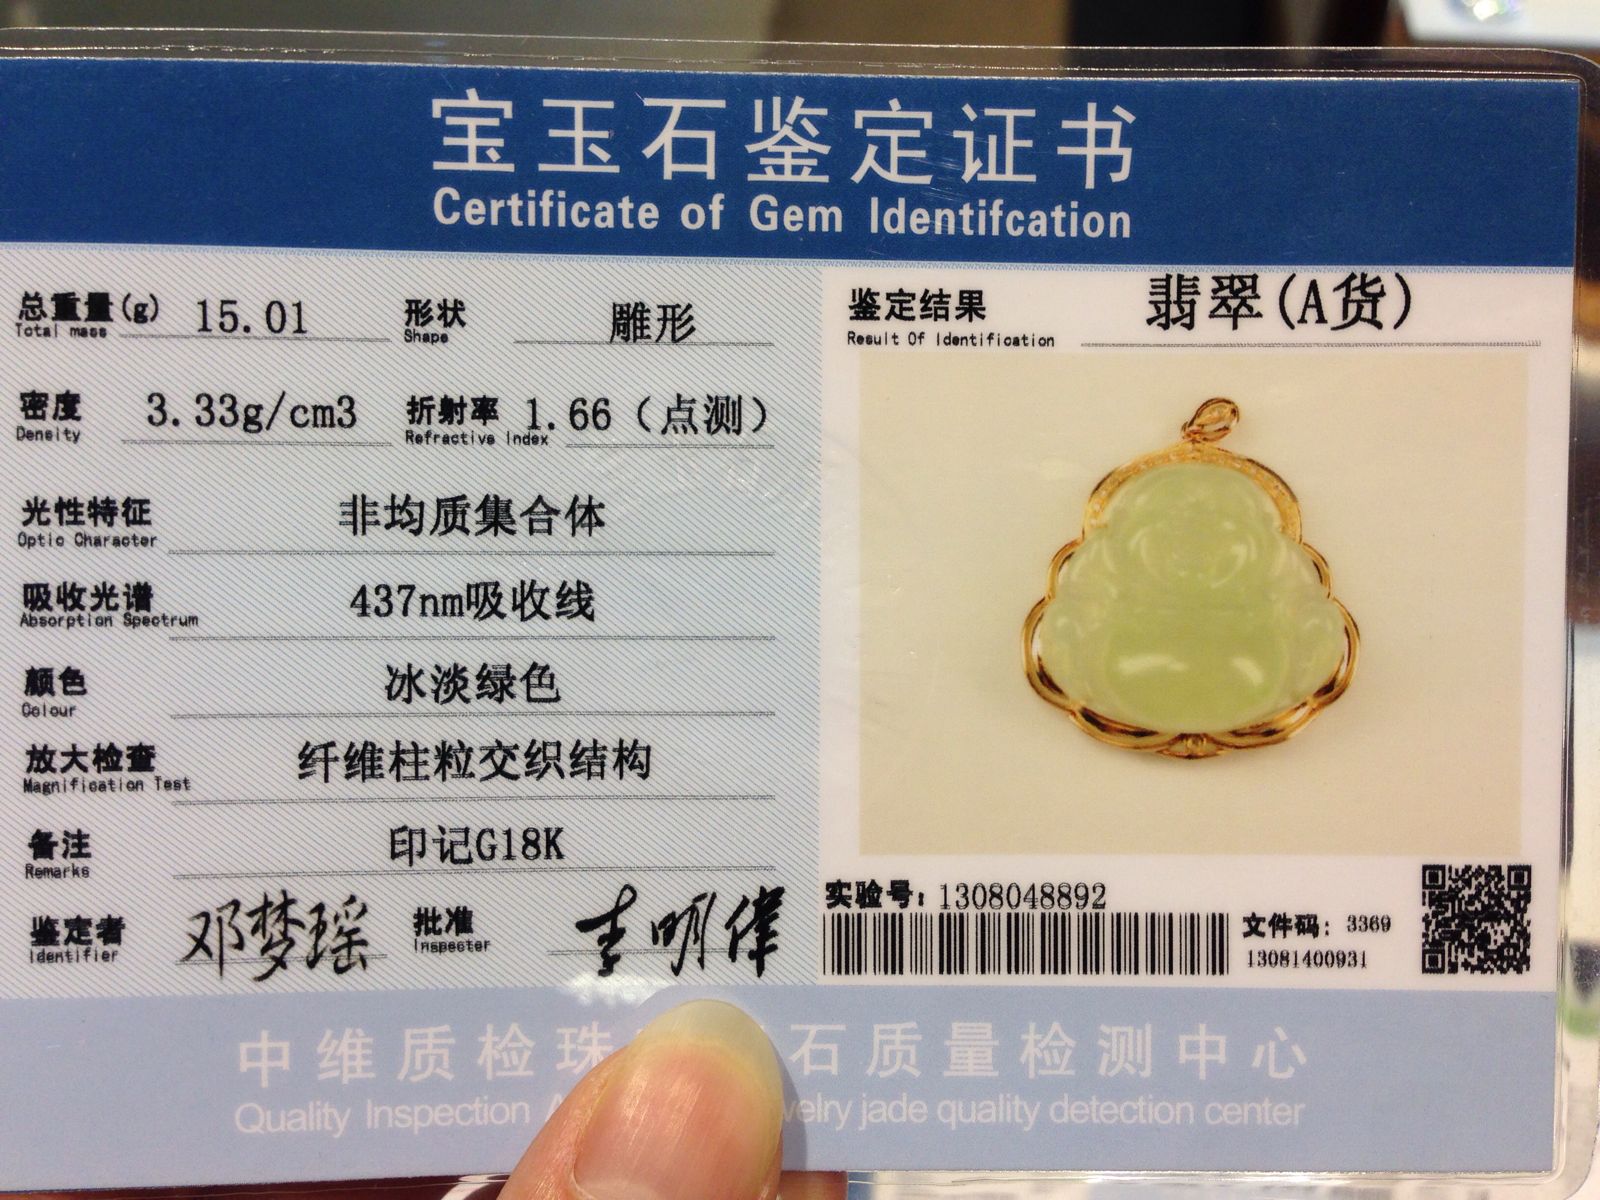 宝玉石鉴定证书
Certificate of Gem Identifcation
总重量(g) 15.01 形状 雕形
Total mass Shape
密度 3.33g/cm3 折射率 1.66（点测）
Density Refractive Index
光性特征 非均质集合体
Optic Character
吸收光谱 437nm吸收线
Absorption Spectrum
颜色 冰淡绿色
Colour
放大检查 纤维柱粒交织结构
Magnification Test
备注 印记G18K
Remarks
鉴定者 邓梦瑶 批准 明偉
Identifier Inspector
鉴定结果 翡翠(A货)
Result Of Identification
实验号: 1308048892
文件码: 3369
13081400931
中维质检珠 石质量检测中心
Quality Inspection jade quality detection center